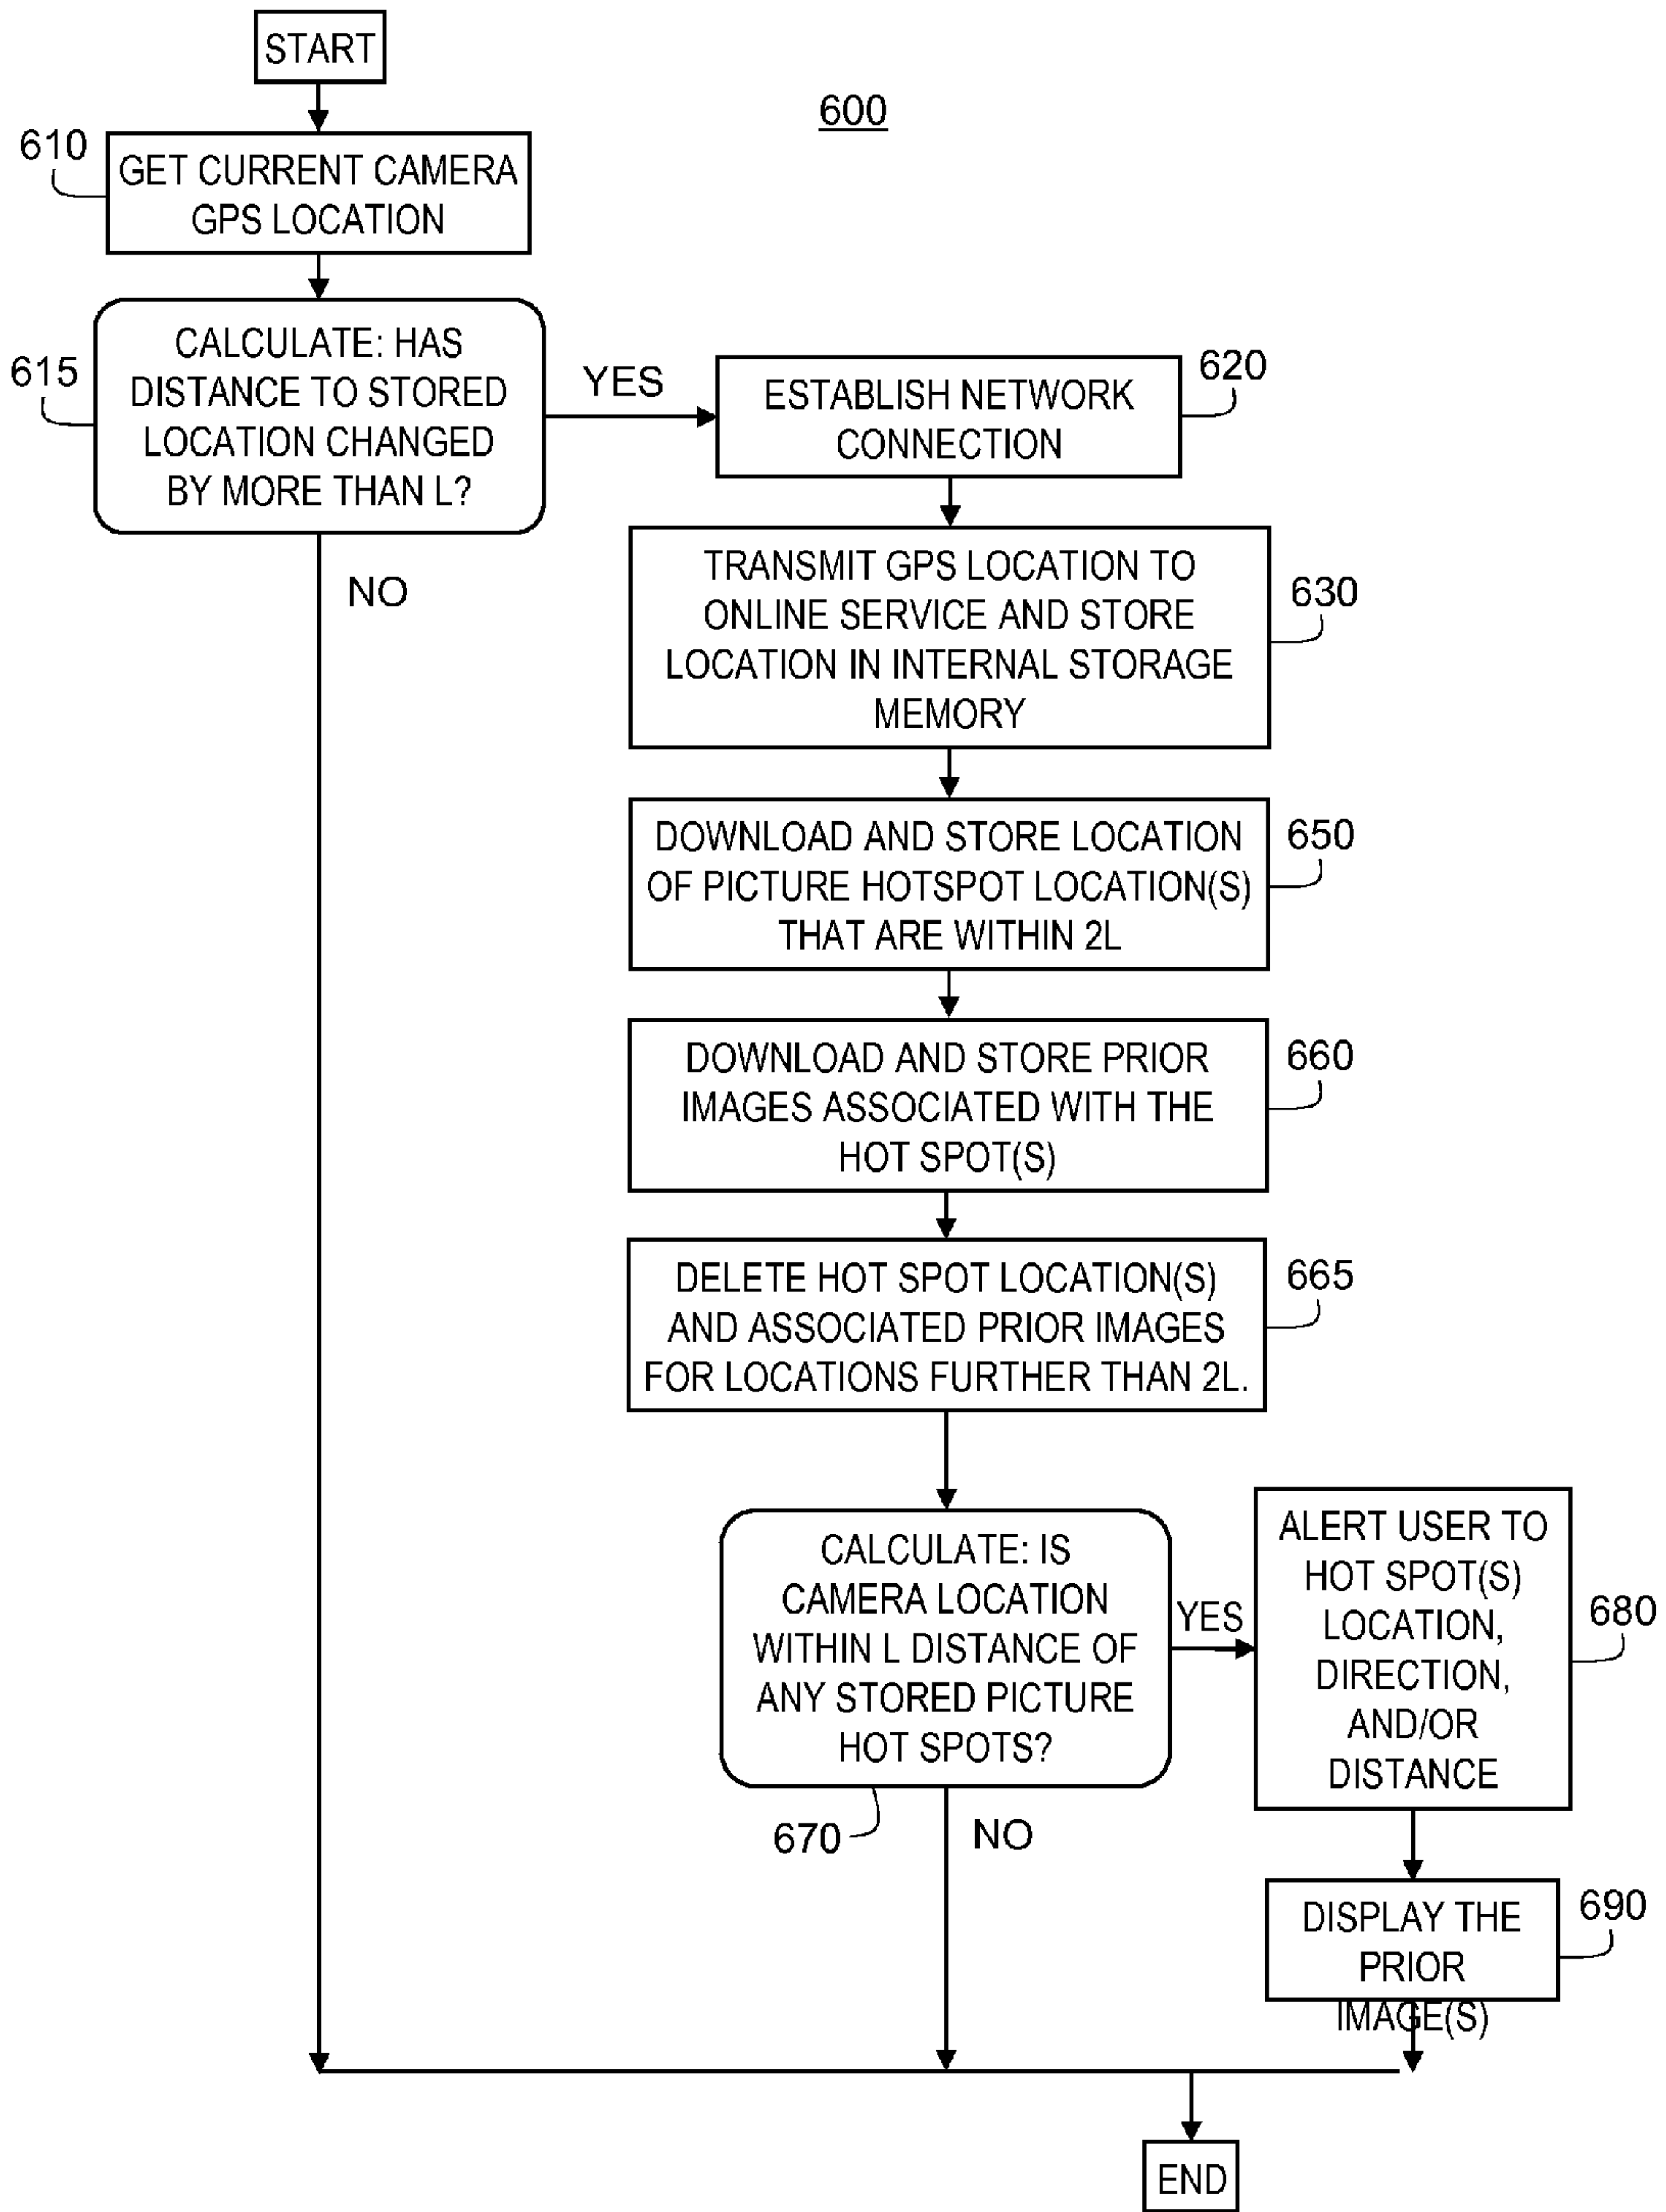 START
600
610
GET CURRENT CAMERA
GPS LOCATION
615
CALCULATE: HAS
DISTANCE TO STORED
LOCATION CHANGED
BY MORE THAN L?
YES
NO
620
ESTABLISH NETWORK
CONNECTION
630
TRANSMIT GPS LOCATION TO
ONLINE SERVICE AND STORE
LOCATION IN INTERNAL STORAGE
MEMORY
650
DOWNLOAD AND STORE LOCATION
OF PICTURE HOTSPOT LOCATION(S)
THAT ARE WITHIN 2L
660
DOWNLOAD AND STORE PRIOR
IMAGES ASSOCIATED WITH THE
HOT SPOT(S)
665
DELETE HOT SPOT LOCATION(S)
AND ASSOCIATED PRIOR IMAGES
FOR LOCATIONS FURTHER THAN 2L.
CALCULATE: IS
CAMERA LOCATION
WITHIN L DISTANCE OF
ANY STORED PICTURE
HOT SPOTS?
670
YES
NO
ALERT USER TO
HOT SPOT(S)
LOCATION,
DIRECTION,
AND/OR
DISTANCE
680
DISPLAY THE
PRIOR
IMAGE(S)
690
END